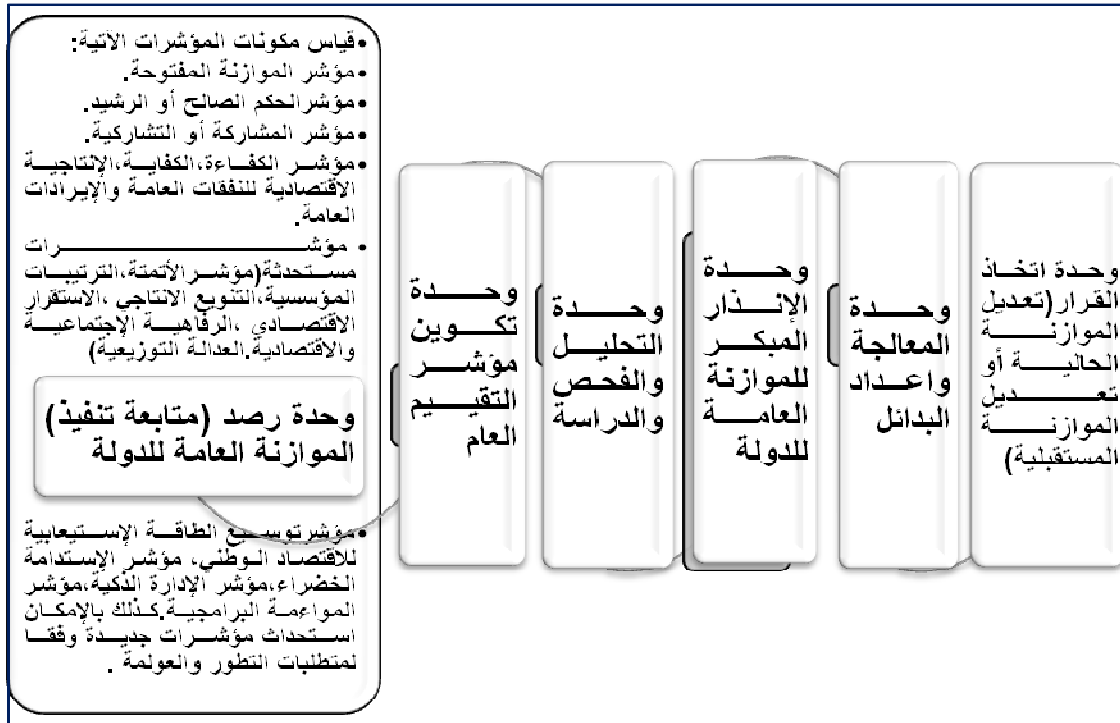 •قياس مكونات المؤشرات الآتية:
•مؤشر الموازنة المفتوحة.
•مؤشرالحكم الصالح أو الرشيد.
•مؤشر المشاركة أو التشاركية.
•مؤشر الكفاءة،الكفاية،الإنتاجية
الاقتصادية للنفقات العامة والإيرادات
العامة.
• مؤشرات
مستحدثة(مؤشرالأتمتة،الترتيبات
المؤسسية،التنويع الانتاجي ،الاستقرار
الاقتصادي ،الرفاهية الإجتماعية
والاقتصادية.العدالة التوزيعية)
وحدة رصد (متابعة تنفيذ)
الموازنة العامة للدولة
•مؤشرتوسيع الطاقة الإستيعابية
للاقتصاد الوطني، مؤشر الإستدامة
الخضراء،مؤشر الإدارة الذكية،مؤشر
المواءمة البرامجية.كذلك بالإمكان
استحداث مؤشرات جديدة وفقا
لمتطلبات التطور والعولمة .
وحدة
تكوين
مؤشر
التقييم
العام
وحدة
التحليل
والفحص
والدراسة
وحدة
الإنذار
المبكر
للموازنة
العامة
للدولة
وحدة
المعالجة
واعداد
البدائل
وحدة اتخاذ
القرار(تعديل
الموازنة
الحالية أو
تعديل
الموازنة
المستقبلية)